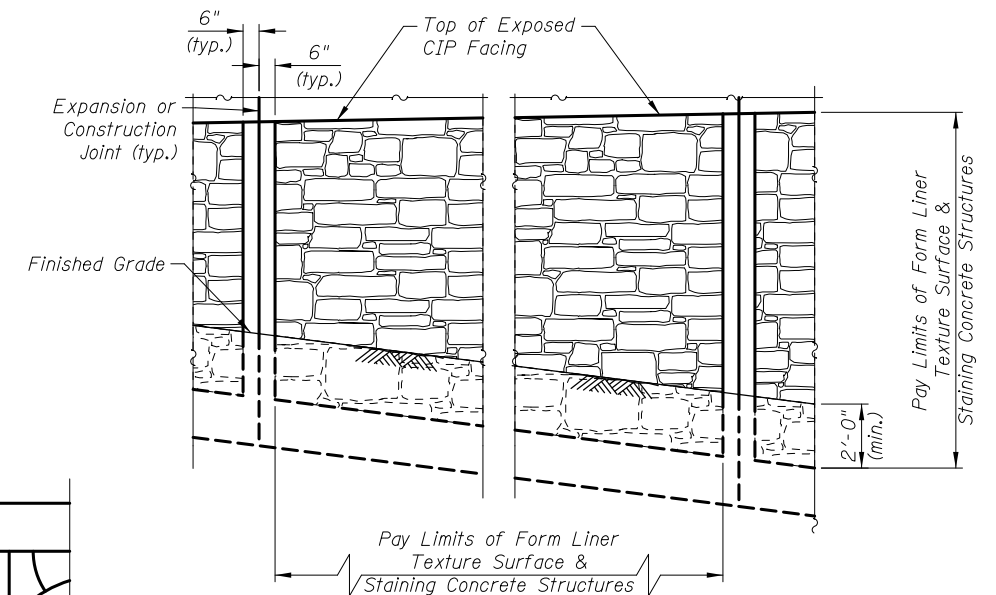 6"
(typ.)
6"
(typ.)
Top of Exposed
CIP Facing
Expansion or
Construction
Joint (typ.)
Finished Grade
Pay Limits of Form Liner
Texture Surface &
Staining Concrete Structures
2'-0"
(min.)
Pay Limits of Form Liner
Texture Surface &
Staining Concrete Structures